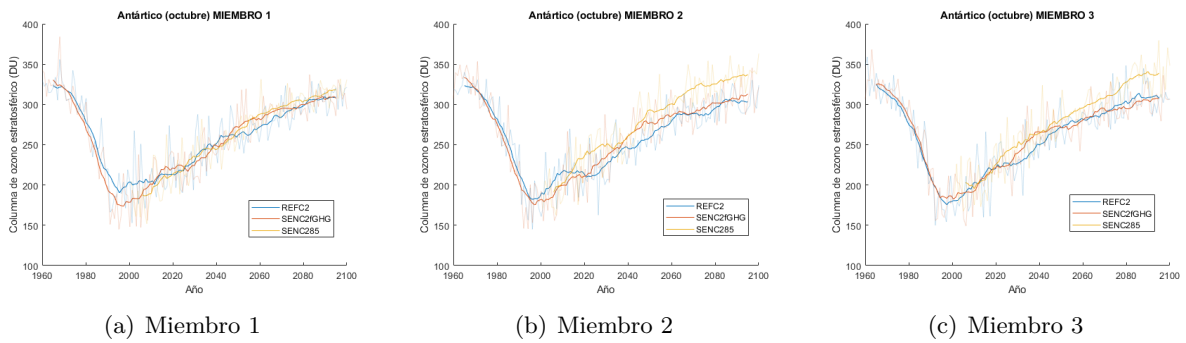 Antártico (octubre) MIEMBRO 1
Columna de ozono estratosférico (DU)
400
350
300
250
200
150
100
1960 1980 2000 2020 2040 2060 2080 2100
Año
REFC2
SENC2fGHG
SENC285
(a) Miembro 1
Antártico (octubre) MIEMBRO 2
Columna de ozono estratosférico (DU)
400
350
300
250
200
150
100
1960 1980 2000 2020 2040 2060 2080 2100
Año
REFC2
SENC2fGHG
SENC285
(b) Miembro 2
Antártico (octubre) MIEMBRO 3
Columna de ozono estratosférico (DU)
400
350
300
250
200
150
100
1960 1980 2000 2020 2040 2060 2080 2100
Año
REFC2
SENC2fGHG
SENC285
(c) Miembro 3